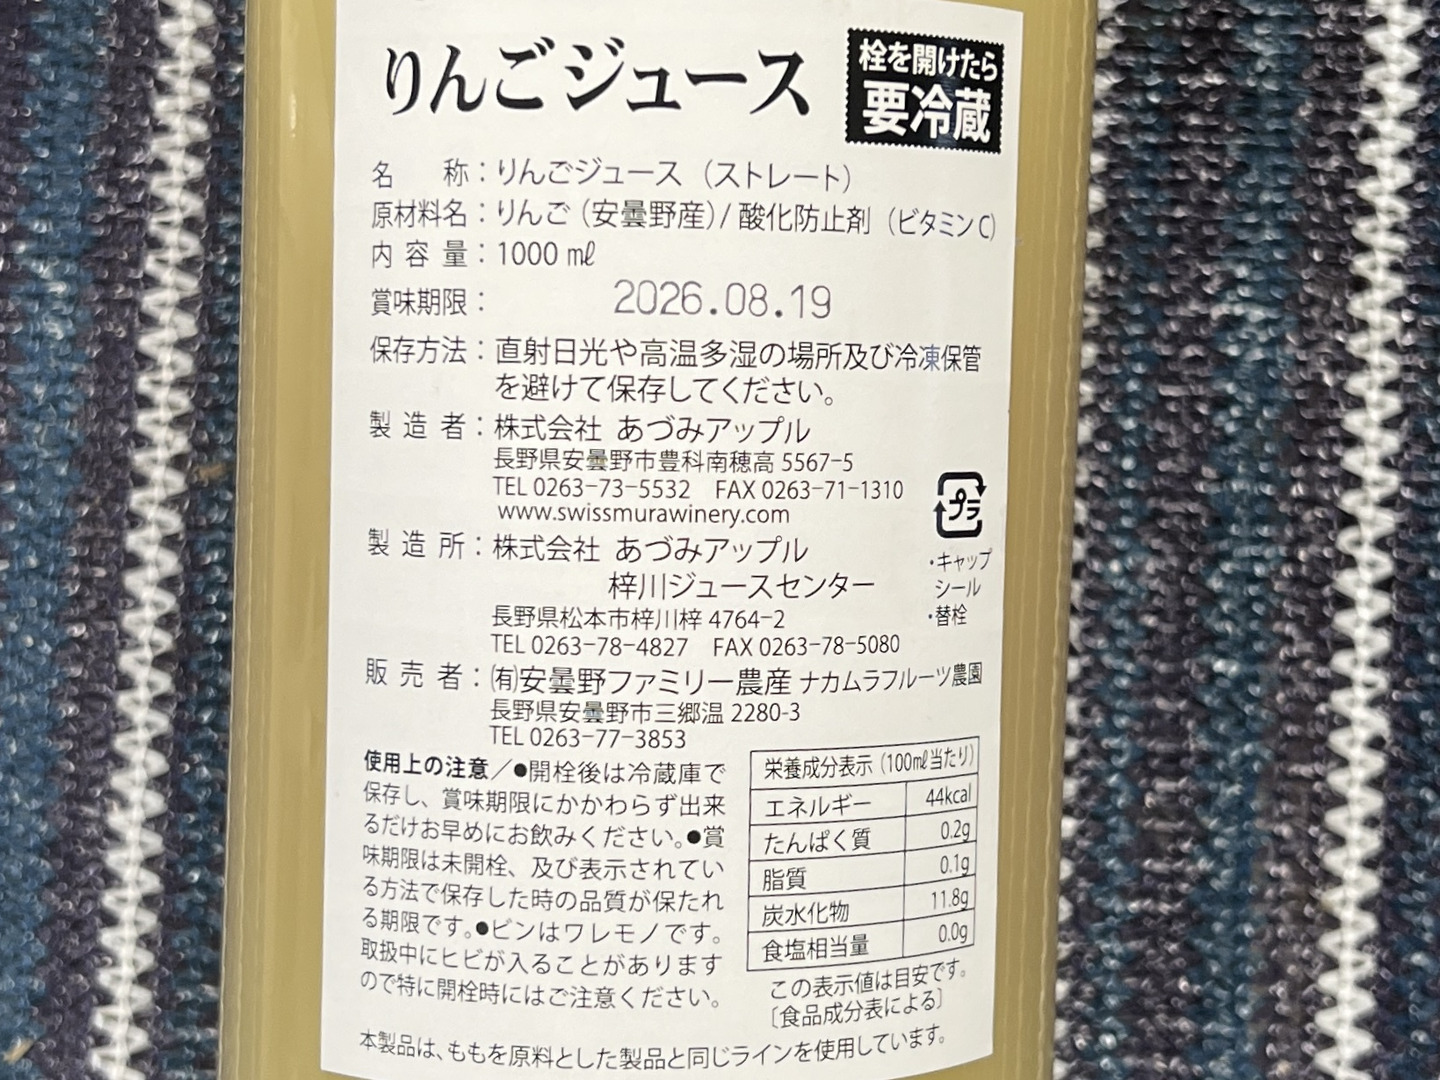 りんごジュース
栓を開けたら
要冷蔵
名称：りんごジュース（ストレート）
原材料名：りんご（安曇野産）/ 酸化防止剤（ビタミンC）
内容量：1000 ㎖
賞味期限：2026.08.19
保存方法：直射日光や高温多湿の場所及び冷凍保管
を避けて保存してください。
製造者：株式会社 あづみアップル
長野県安曇野市豊科南穂高 5567-5
TEL 0263-73-5532 FAX 0263-71-1310
www.swissmurawinery.com
製造所：株式会社 あづみアップル
梓川ジュースセンター
長野県松本市梓川梓 4764-2
TEL 0263-78-4827 FAX 0263-78-5080
プラ
・キャップ
シール
・替栓
販売者：㈲安曇野ファミリー農産 ナカムラフルーツ農園
長野県安曇野市三郷温 2280-3
TEL 0263-77-3853
使用上の注意／●開栓後は冷蔵庫で
保存し、賞味期限にかかわらず出来
るだけお早めにお飲みください。●賞
味期限は未開栓、及び表示されてい
る方法で保存した時の品質が保たれ
る期限です。●ビンはワレモノです。
取扱中にヒビが入ることがあります
ので特に開栓時にはご注意ください。
栄養成分表示（100㎖当たり）
エネルギー 44kcal
たんぱく質 0.2g
脂質 0.1g
炭水化物 11.8g
食塩相当量 0.0g
この表示値は目安です。
〔食品成分表による〕
本製品は、ももを原料とした製品と同じラインを使用しています。